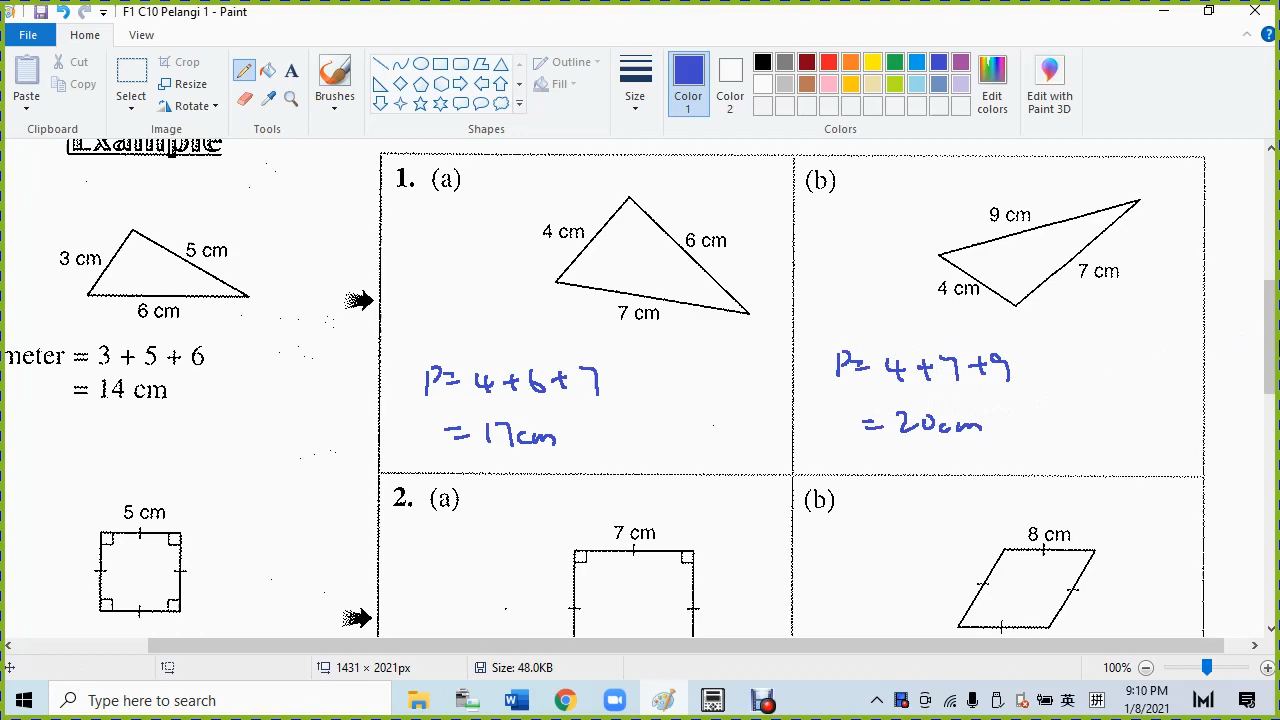 F1 C10 Pelangi 1 - Paint
File
Home
View
Paste
Cut
Copy
Clipboard
Select
Crop
Resize
Rotate
Image
A
Tools
Brushes
Outline
Fill
Shapes
Size
Color
1
Color
2
Edit
colors
Colors
Edit with
Paint 3D
Example
3 cm
5 cm
6 cm
meter = 3 + 5 + 6
= 14 cm
1. (a)
4 cm
6 cm
7 cm
P= 4+6+7
= 17cm
(b)
9 cm
7 cm
4 cm
P= 4+7+9
= 20cm
5 cm
2. (a)
7 cm
(b)
8 cm
1431 × 2021px
Size: 48.0KB
100%
Type here to search
英
拼
9:10 PM
1/8/2021